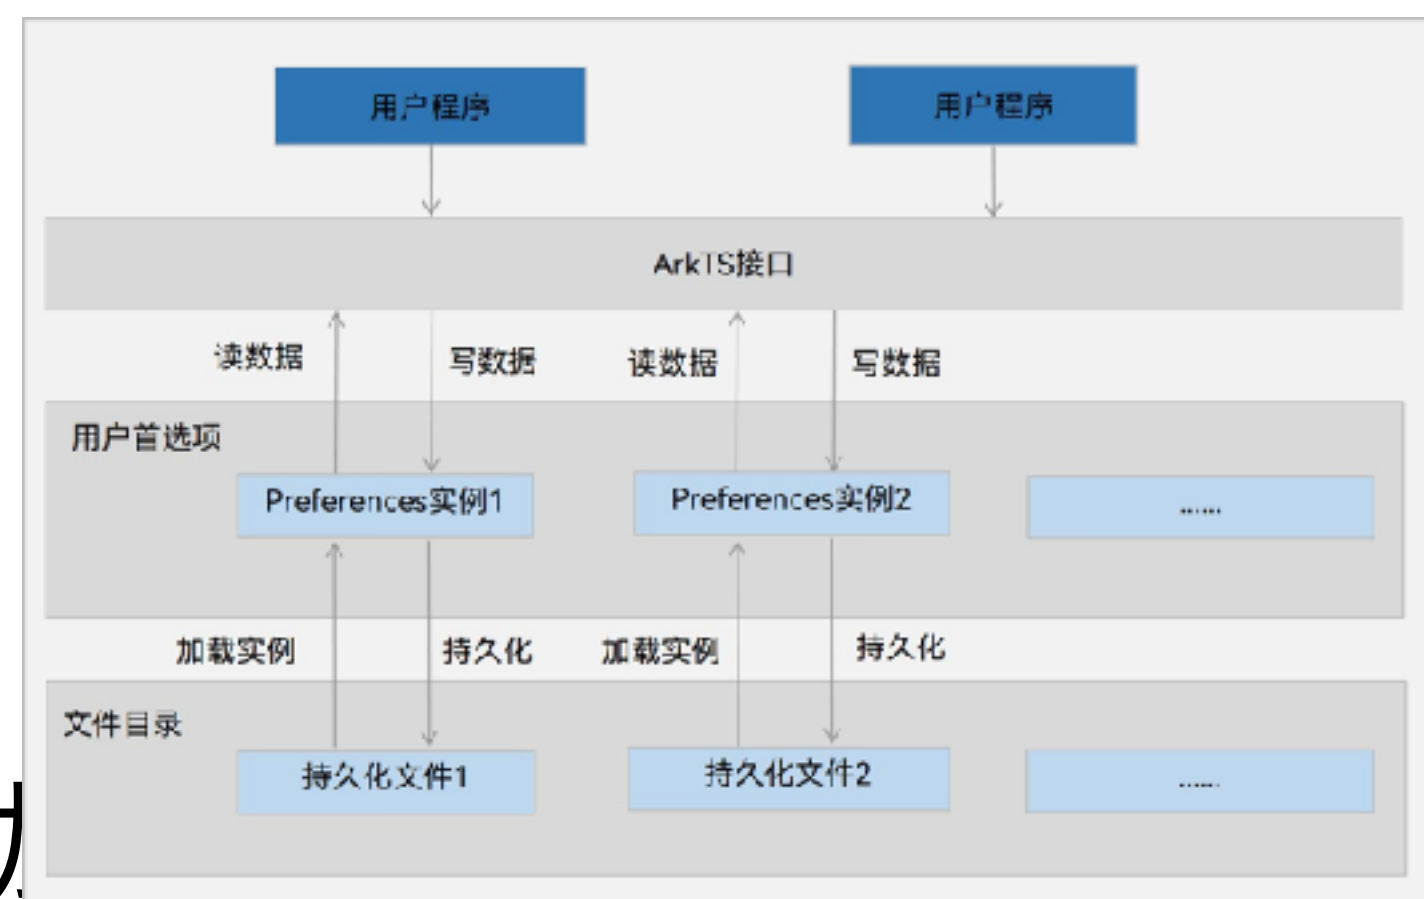 用户程序 用户程序
ArkTS接口
读数据 写数据 读数据 写数据
用户首选项
Preferences实例1 Preferences实例2 ......
加载实例 持久化 加载实例 持久化
文件目录
持久化文件1 持久化文件2 ......